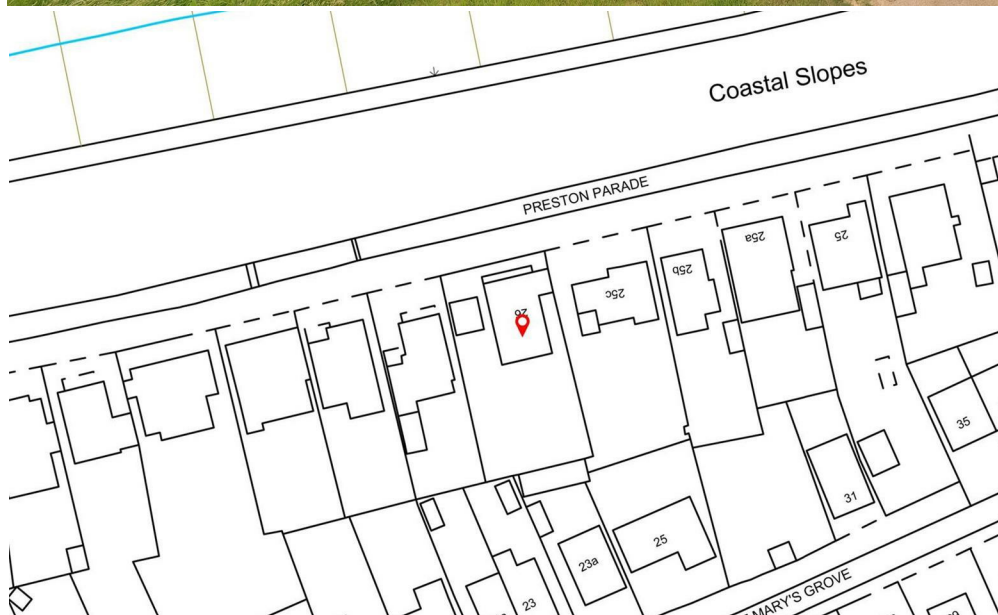 Coastal Slopes
PRESTON PARADE
25
25a
25b
25c
26
35
31
25
23a
23
MARY'S GROVE